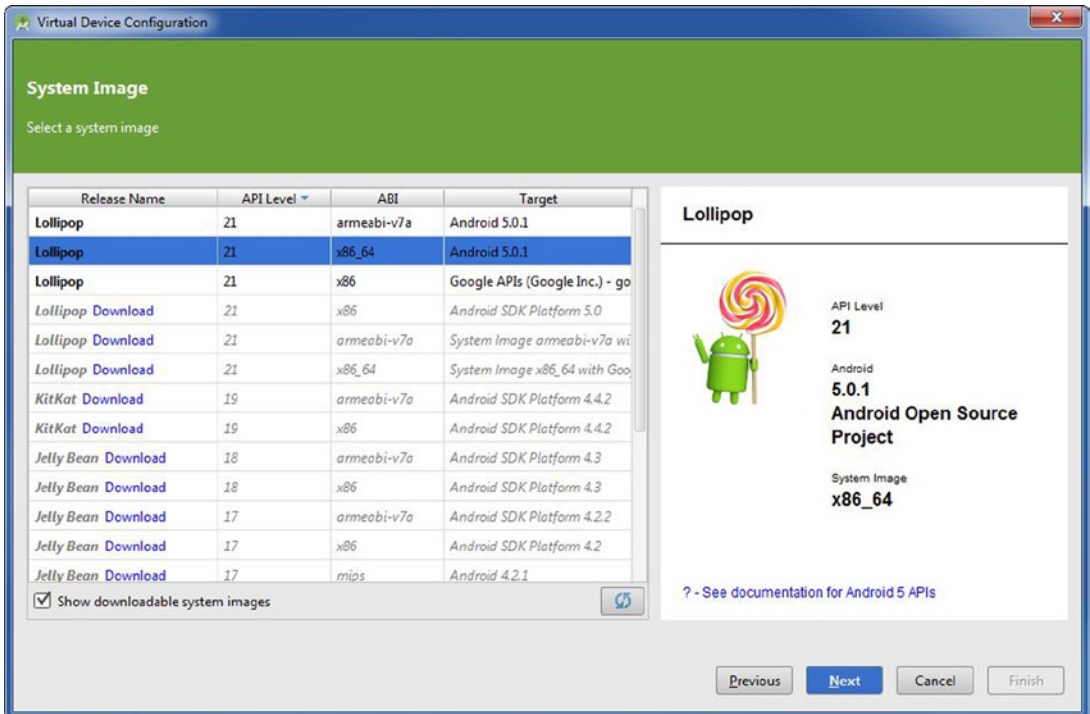 Virtual Device Configuration
System Image
Select a system image
Release Name API Level ABI Target
Lollipop 21 armeabi-v7a Android 5.0.1
Lollipop 21 x86_64 Android 5.0.1
Lollipop 21 x86 Google APIs (Google Inc.) - go
Lollipop Download 21 x86 Android SDK Platform 5.0
Lollipop Download 21 armeabi-v7a System Image armeabi-v7a wi
Lollipop Download 21 x86_64 System Image x86_64 with Goo
KitKat Download 19 armeabi-v7a Android SDK Platform 4.4.2
KitKat Download 19 x86 Android SDK Platform 4.4.2
Jelly Bean Download 18 armeabi-v7a Android SDK Platform 4.3
Jelly Bean Download 18 x86 Android SDK Platform 4.3
Jelly Bean Download 17 armeabi-v7a Android SDK Platform 4.2.2
Jelly Bean Download 17 x86 Android SDK Platform 4.2
Jelly Bean Download 17 mips Android 4.2.1
Show downloadable system images
Lollipop
API Level
21
Android
5.0.1
Android Open Source
Project
System Image
x86_64
? - See documentation for Android 5 APIs
Previous Next Cancel Finish